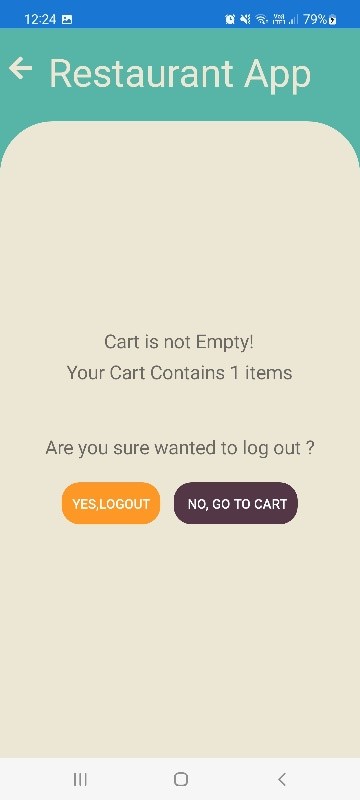 12:24 79%
Restaurant App
Cart is not Empty!
Your Cart Contains 1 items
Are you sure wanted to log out ?
YES,LOGOUT NO, GO TO CART